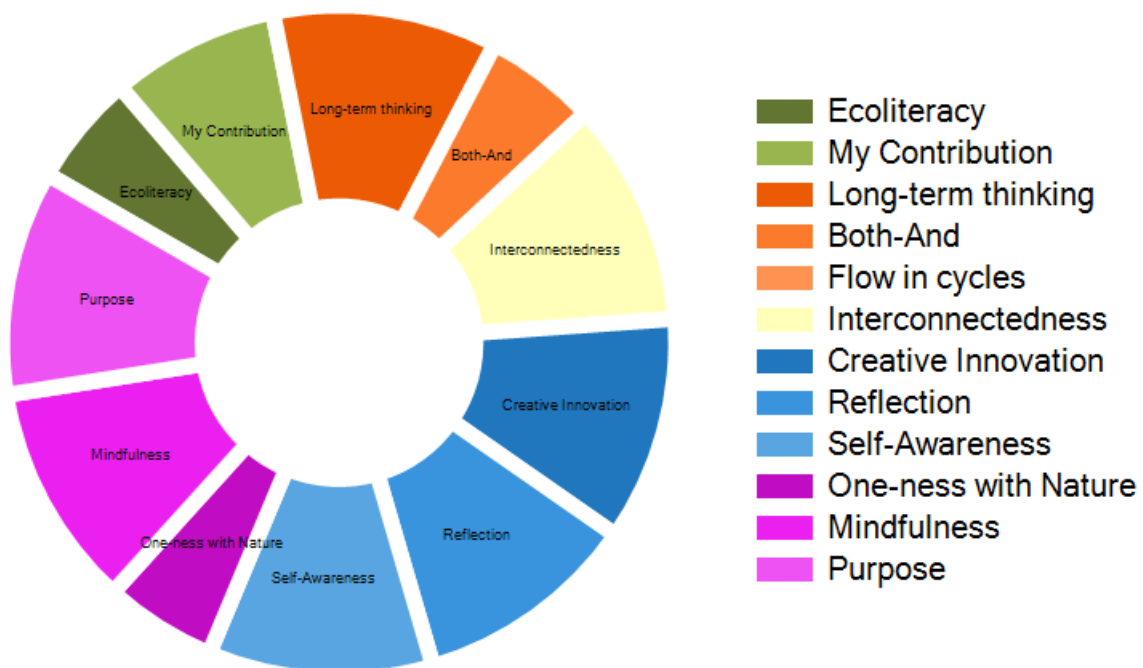 Long-term thinking
My Contribution
Both-And
Ecoliteracy
Interconnectedness
Purpose
Creative Innovation
Mindfulness
Reflection
One-ness with Nature
Self-Awareness
Ecoliteracy
My Contribution
Long-term thinking
Both-And
Flow in cycles
Interconnectedness
Creative Innovation
Reflection
Self-Awareness
One-ness with Nature
Mindfulness
Purpose